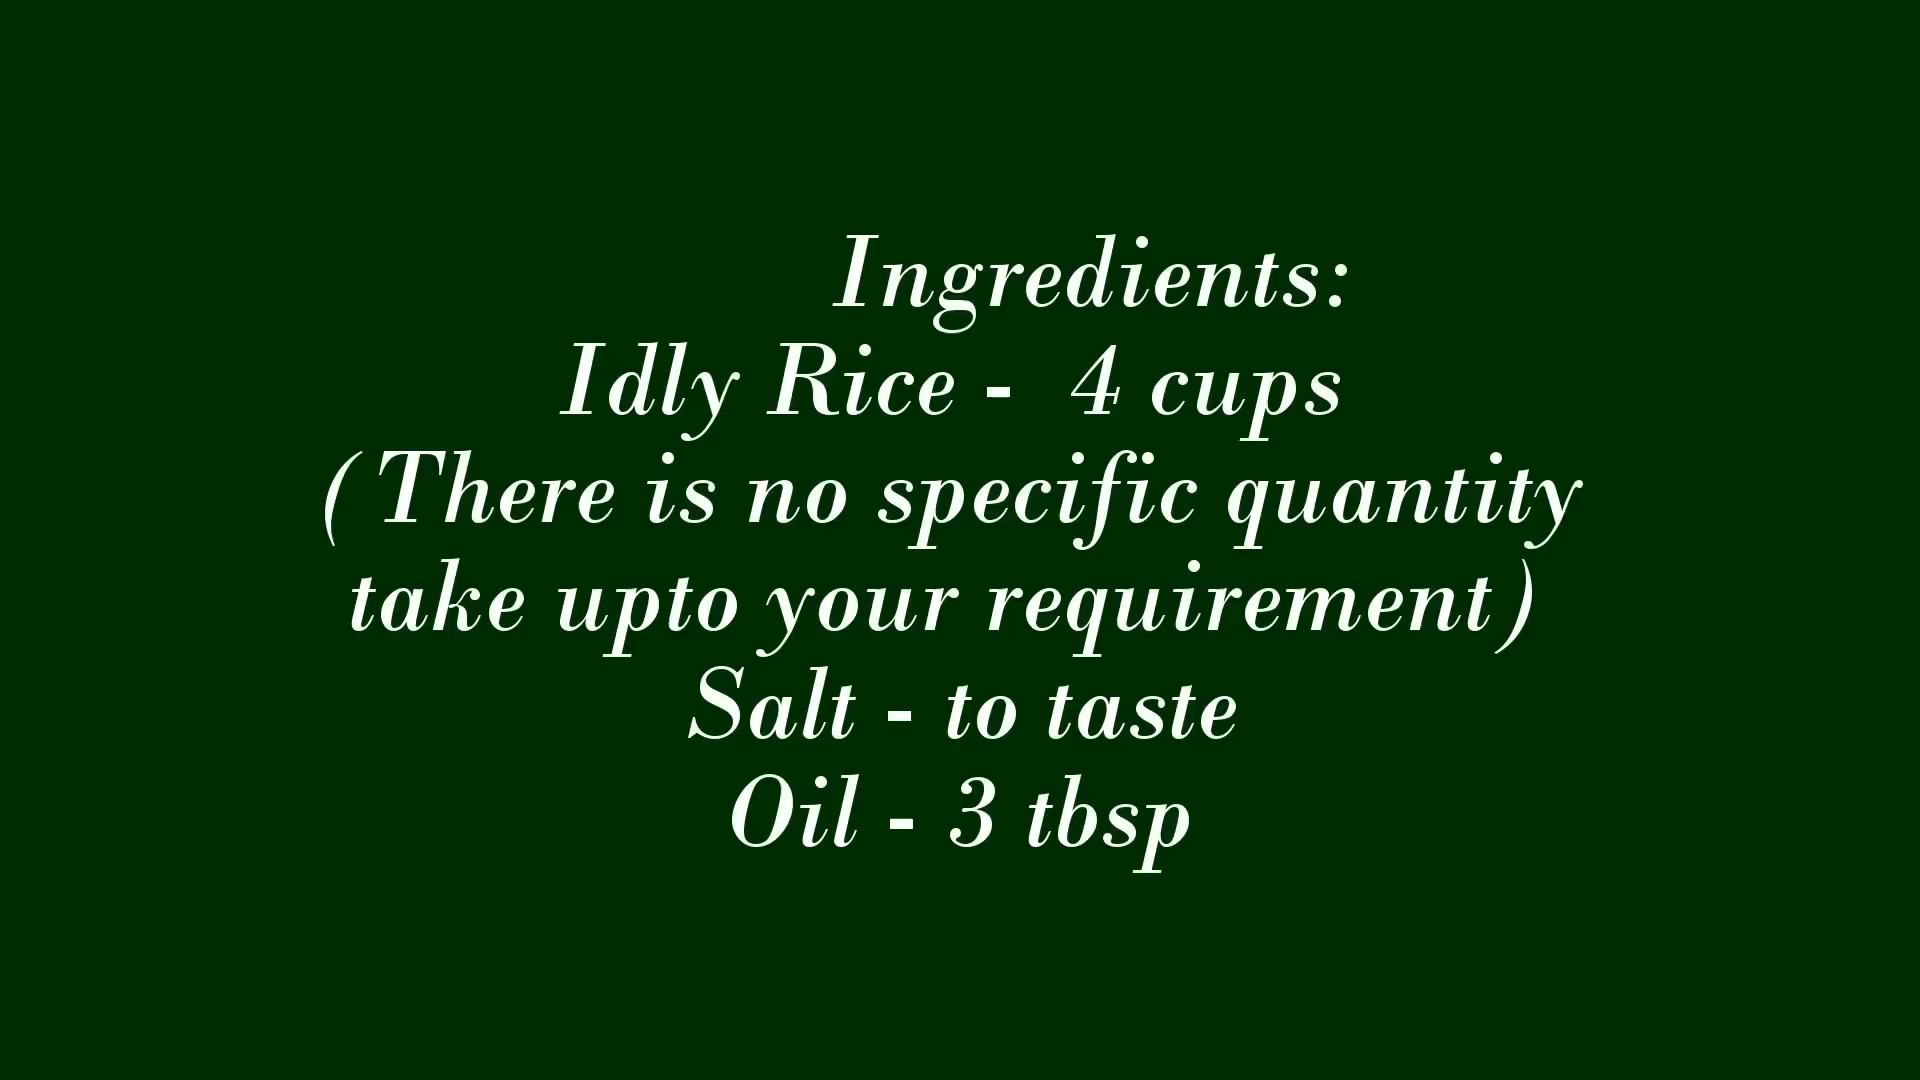 Ingredients:
Idly Rice - 4 cups
(There is no specific quantity
take upto your requirement)
Salt - to taste
Oil - 3 tbsp